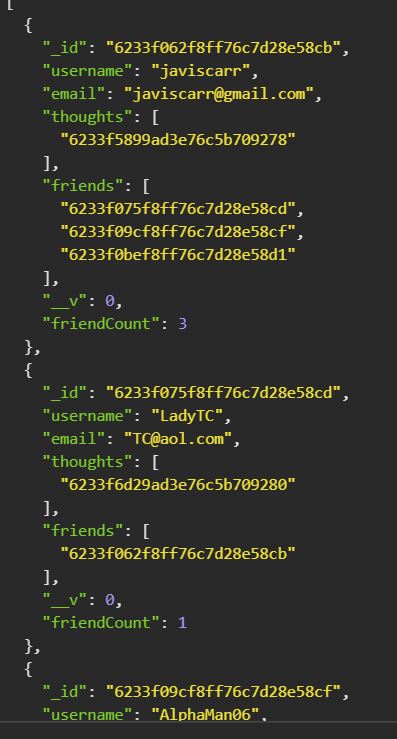 [
{
"_id": "6233f062f8ff76c7d28e58cb",
"username": "javiscarr",
"email": "javiscarr@gmail.com",
"thoughts": [
"6233f5899ad3e76c5b709278"
],
"friends": [
"6233f075f8ff76c7d28e58cd",
"6233f09cf8ff76c7d28e58cf",
"6233f0bef8ff76c7d28e58d1"
],
"__v": 0,
"friendCount": 3
},
{
"_id": "6233f075f8ff76c7d28e58cd",
"username": "LadyTC",
"email": "TC@aol.com",
"thoughts": [
"6233f6d29ad3e76c5b709280"
],
"friends": [
"6233f062f8ff76c7d28e58cb"
],
"__v": 0,
"friendCount": 1
},
{
"_id": "6233f09cf8ff76c7d28e58cf",
"username": "AlphaMan06",